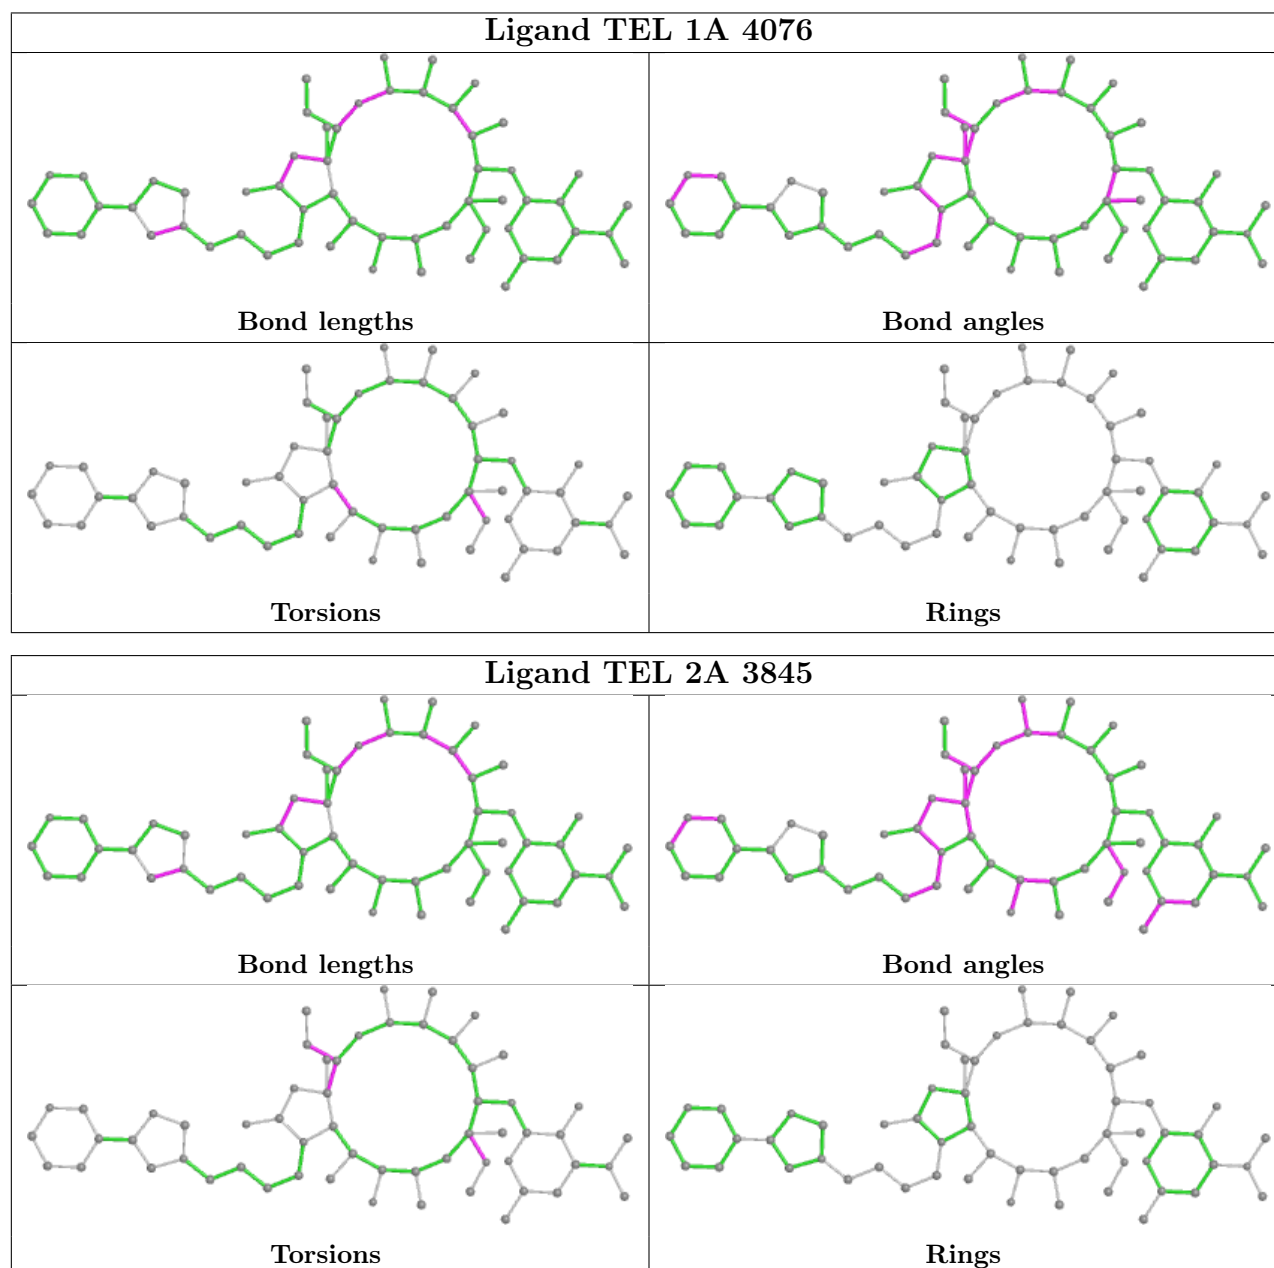 Ligand TEL 1A 4076
Bond lengths
Bond angles
Torsions
Rings
Ligand TEL 2A 3845
Bond lengths
Bond angles
Torsions
Rings